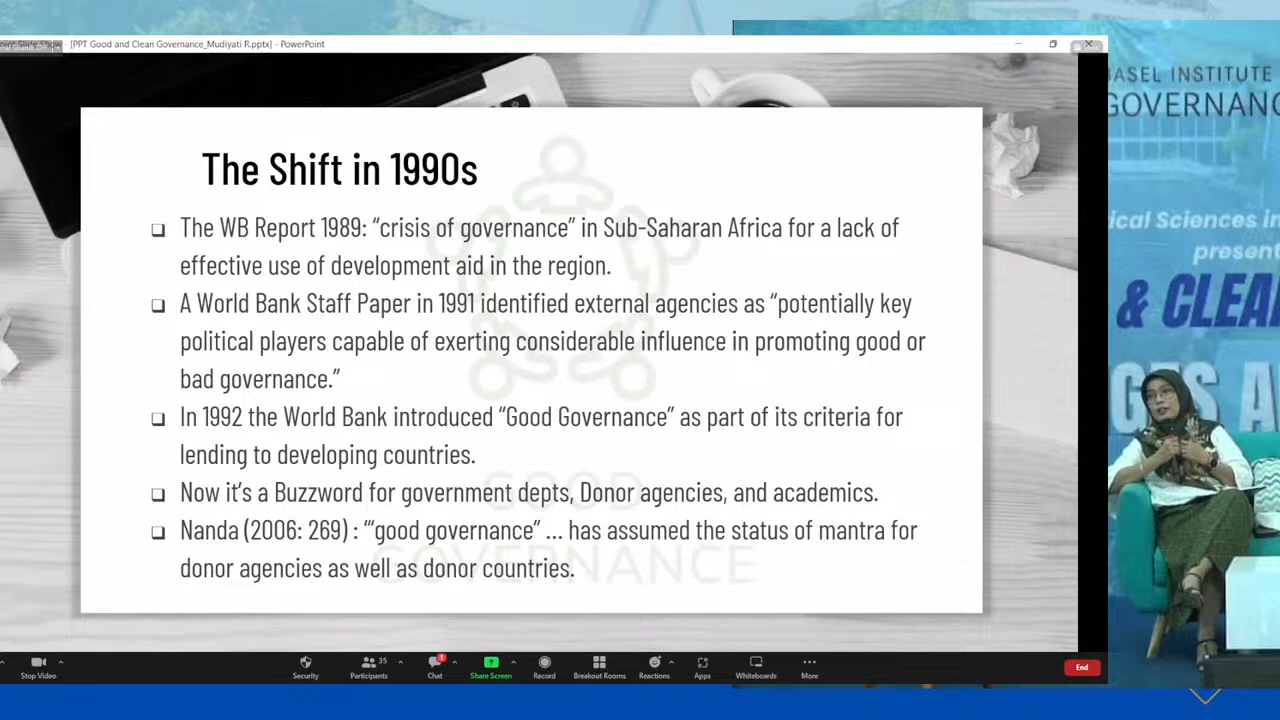 - [PPT Good and Clean Governance_Mudiyati R.pptx] - PowerPoint
BASEL INSTITUTE
GOVERNANC
ical Sciences in
present
& CLEA
GES A
The Shift in 1990s
❑ The WB Report 1989: “crisis of governance” in Sub-Saharan Africa for a lack of
effective use of development aid in the region.
❑ A World Bank Staff Paper in 1991 identified external agencies as “potentially key
political players capable of exerting considerable influence in promoting good or
bad governance.”
❑ In 1992 the World Bank introduced “Good Governance” as part of its criteria for
lending to developing countries.
❑ Now it’s a Buzzword for government depts, Donor agencies, and academics.
❑ Nanda (2006: 269) : “‘good governance” ... has assumed the status of mantra for
donor agencies as well as donor countries.
GOOD
GOVERNANCE
Stop Video
Security
Participants 35
Chat 1
Share Screen
Record
Breakout Rooms
Reactions
Apps
Whiteboards
More
End